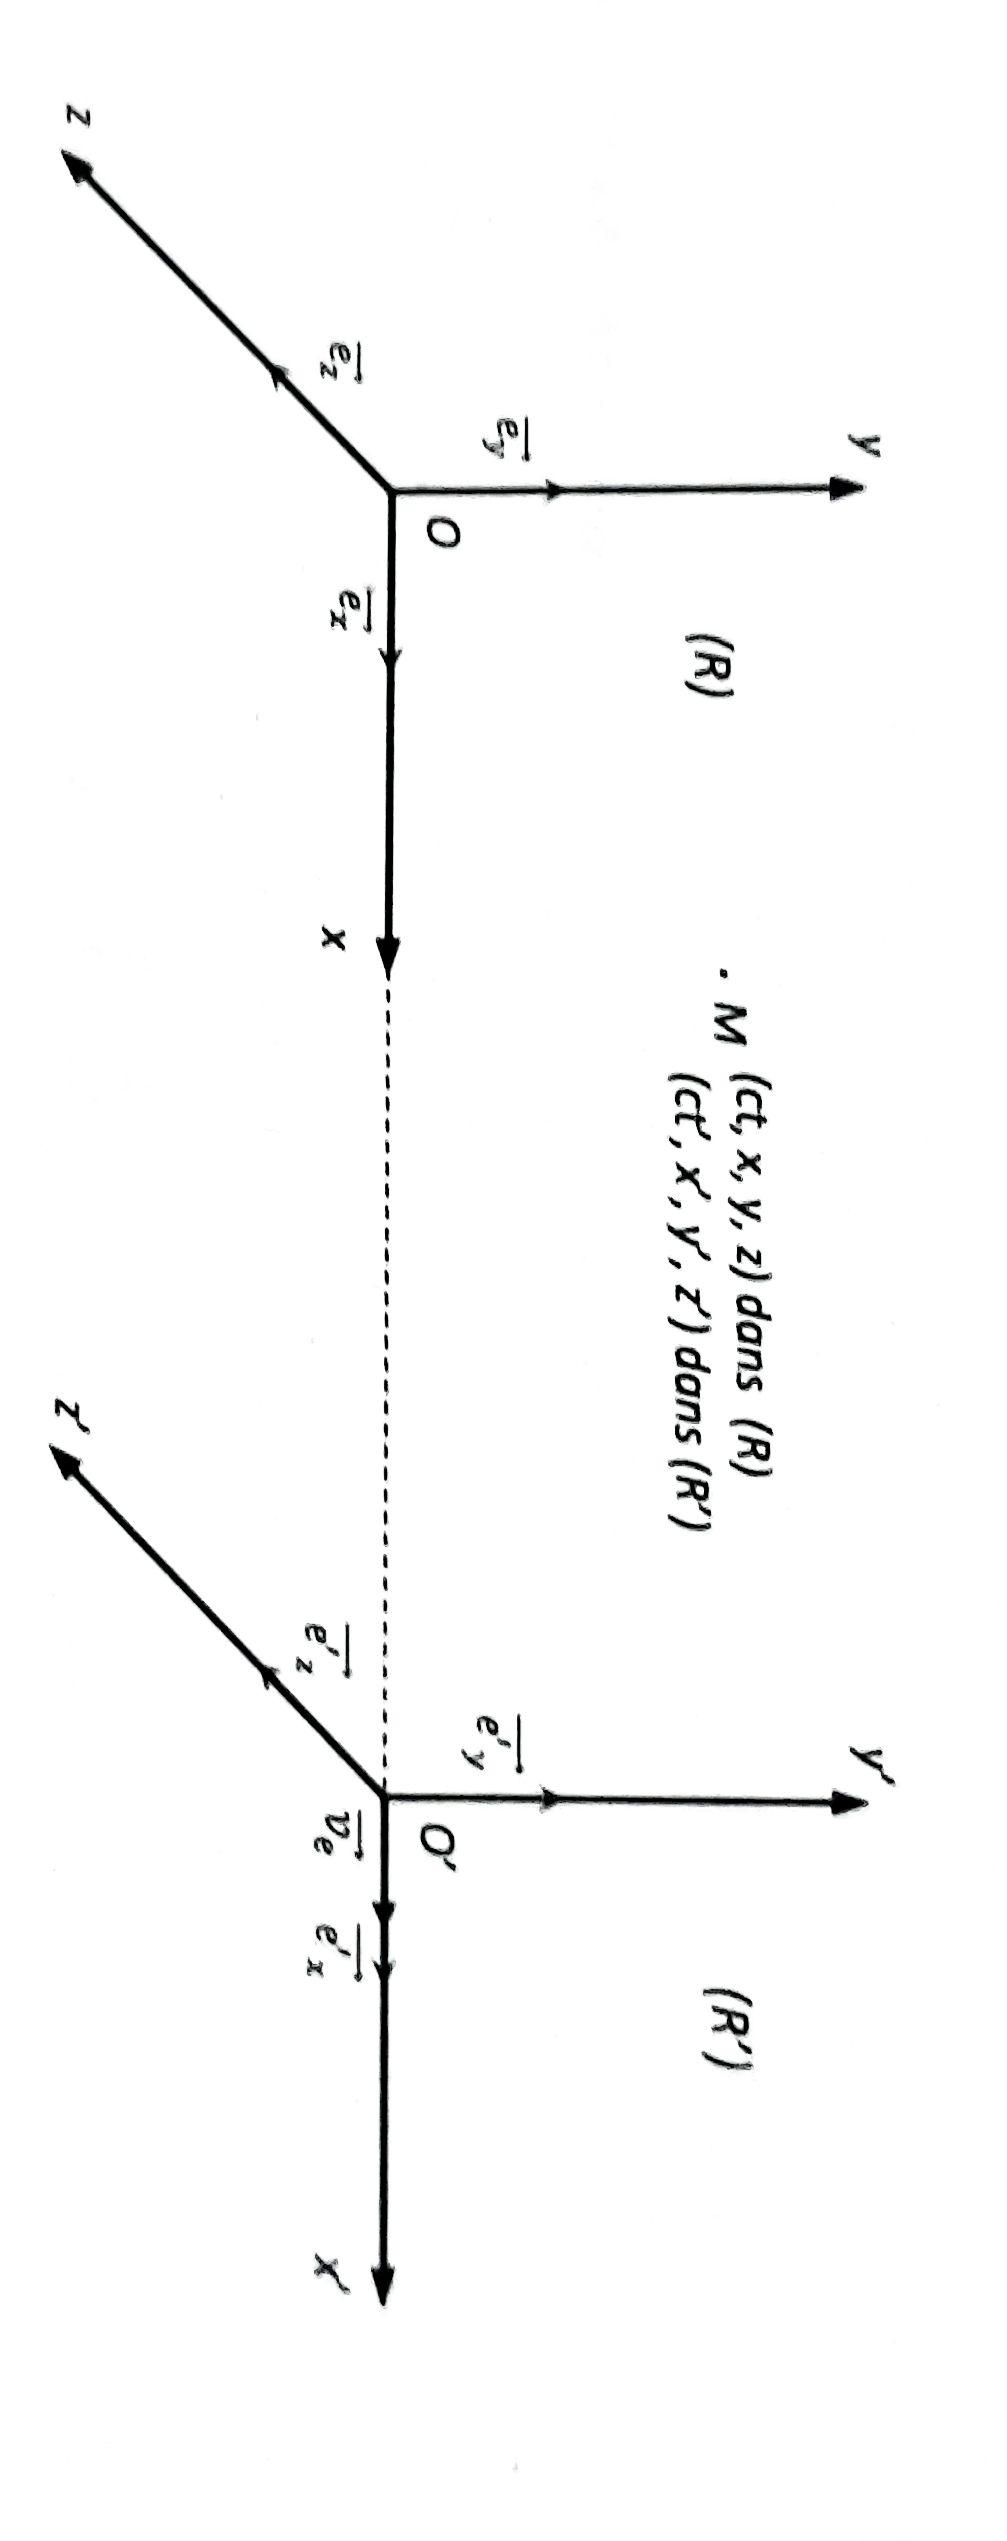 y
y'
(R)
(R')
. M (ct, x, y, z) dans (R)
(ct', x', y', z') dans (R')
e_y
e'_y
O
O'
e_z
e_x
x
e'_z
v_e
e'_x
x'
z
z'